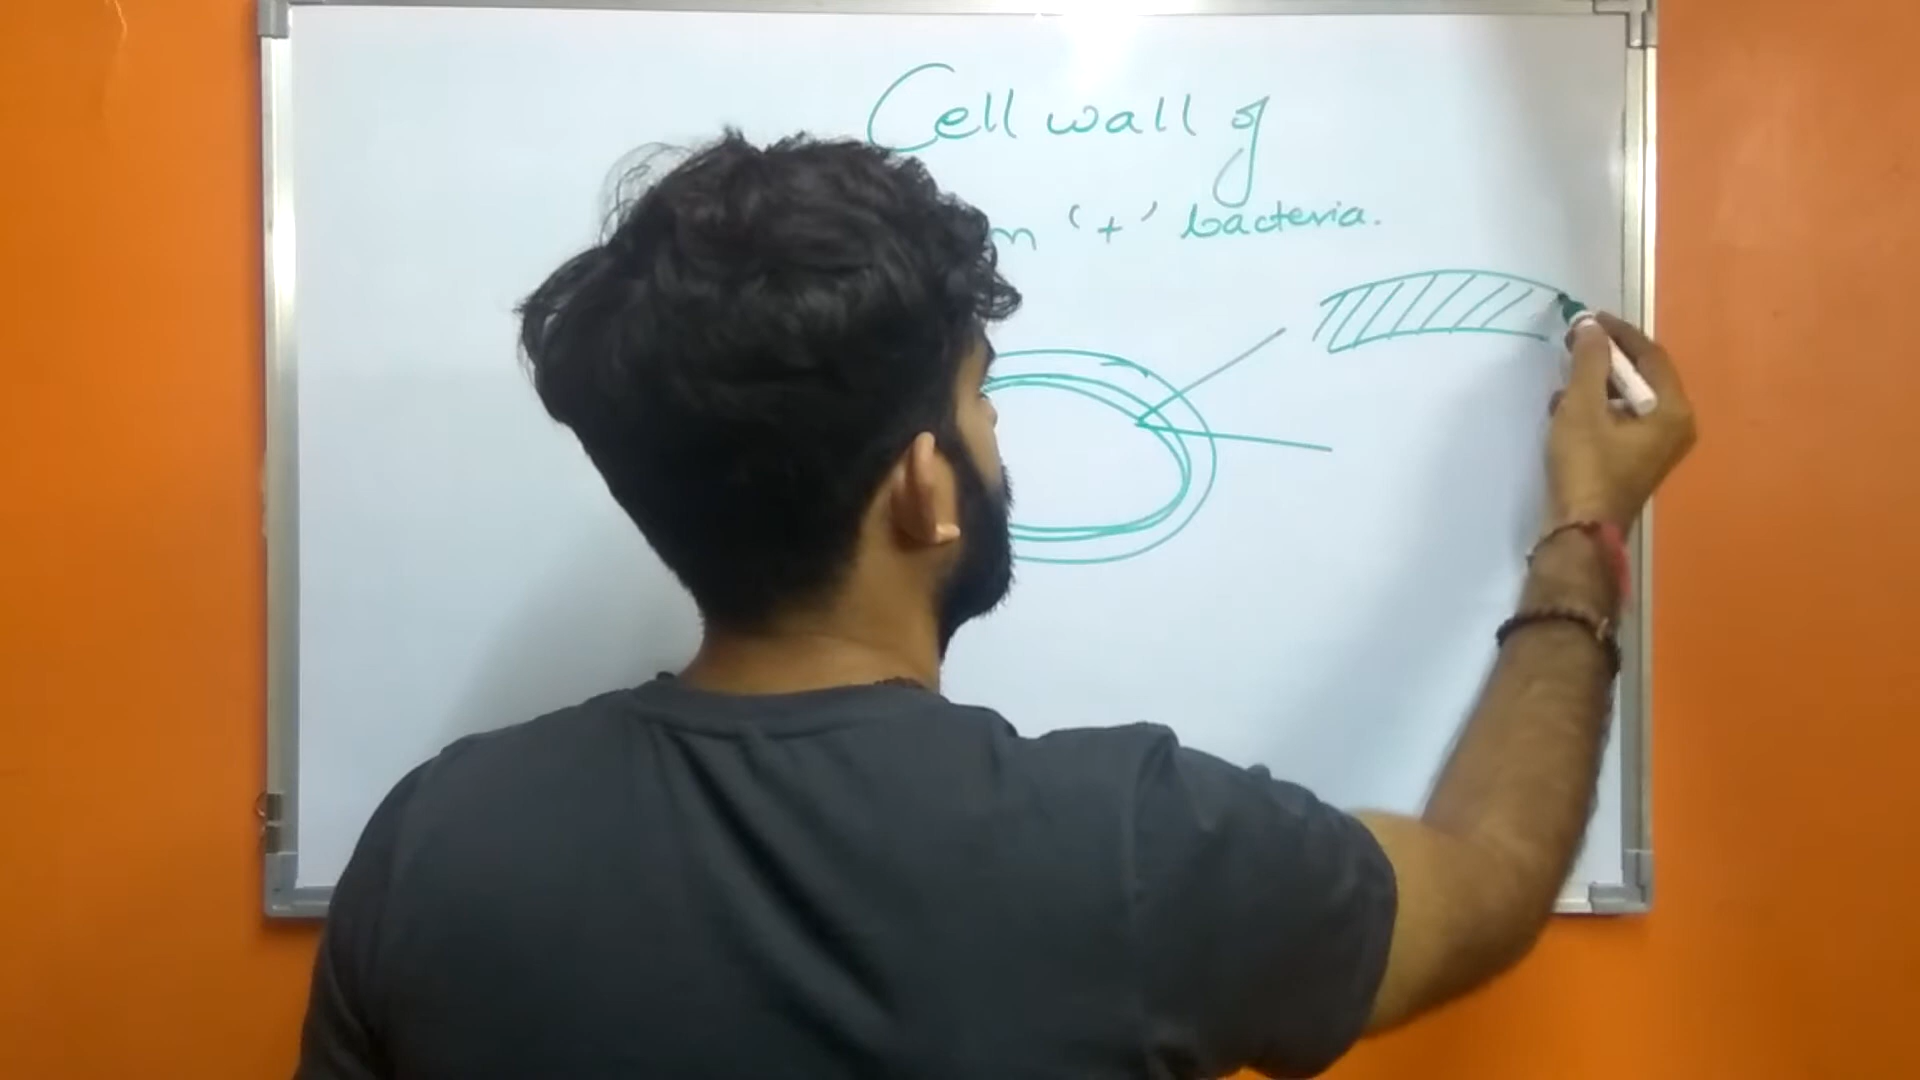 Cell wall of
'+' bacteria.